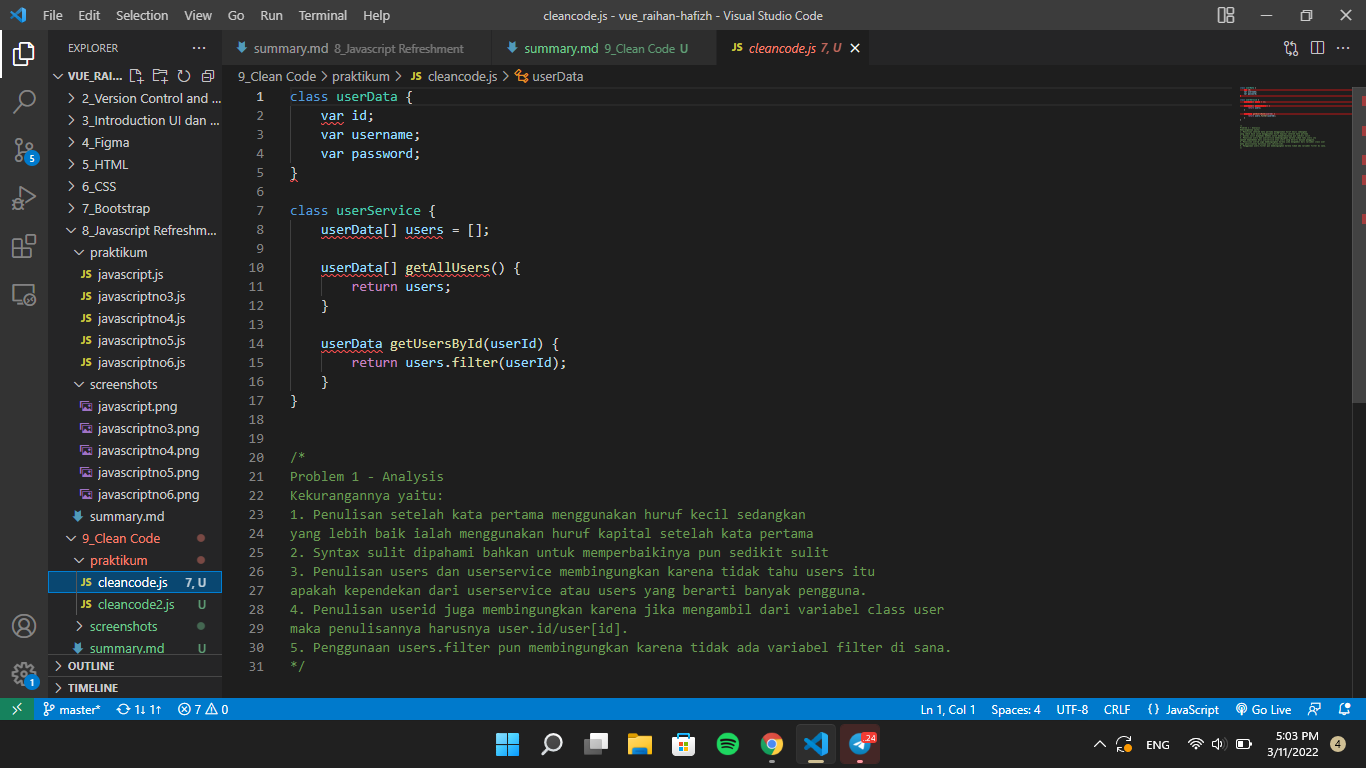 File Edit Selection View Go Run Terminal Help
cleancode.js - vue_raihan-hafizh - Visual Studio Code
EXPLORER
VUE_RAI...
2_Version Control and ...
3_Introduction UI dan ...
4_Figma
5_HTML
6_CSS
7_Bootstrap
8_Javascript Refreshm...
praktikum
JS javascript.js
JS javascriptno3.js
JS javascriptno4.js
JS javascriptno5.js
JS javascriptno6.js
screenshots
javascript.png
javascriptno3.png
javascriptno4.png
javascriptno5.png
javascriptno6.png
summary.md
9_Clean Code
praktikum
JS cleancode.js 7, U
JS cleancode2.js U
screenshots
summary.md U
OUTLINE
TIMELINE
5
1
summary.md 8_Javascript Refreshment
summary.md 9_Clean Code U
JS cleancode.js 7, U
9_Clean Code > praktikum > JS cleancode.js > userData
1 class userData {
2 var id;
3 var username;
4 var password;
5 }
6
7 class userService {
8 userData[] users = [];
9
10 userData[] getAllUsers() {
11 return users;
12 }
13
14 userData getUsersById(userId) {
15 return users.filter(userId);
16 }
17 }
18
19
20 /*
21 Problem 1 - Analysis
22 Kekurangannya yaitu:
23 1. Penulisan setelah kata pertama menggunakan huruf kecil sedangkan
24 yang lebih baik ialah menggunakan huruf kapital setelah kata pertama
25 2. Syntax sulit dipahami bahkan untuk memperbaikinya pun sedikit sulit
26 3. Penulisan users dan userservice membingungkan karena tidak tahu users itu
27 apakah kependekan dari userservice atau users yang berarti banyak pengguna.
28 4. Penulisan userid juga membingungkan karena jika mengambil dari variabel class user
29 maka penulisannya harusnya user.id/user[id].
30 5. Penggunaan users.filter pun membingungkan karena tidak ada variabel filter di sana.
31 */
master* 1↓ 1↑ 7 0
Ln 1, Col 1 Spaces: 4 UTF-8 CRLF {} JavaScript Go Live
24
ENG
5:03 PM
3/11/2022
4